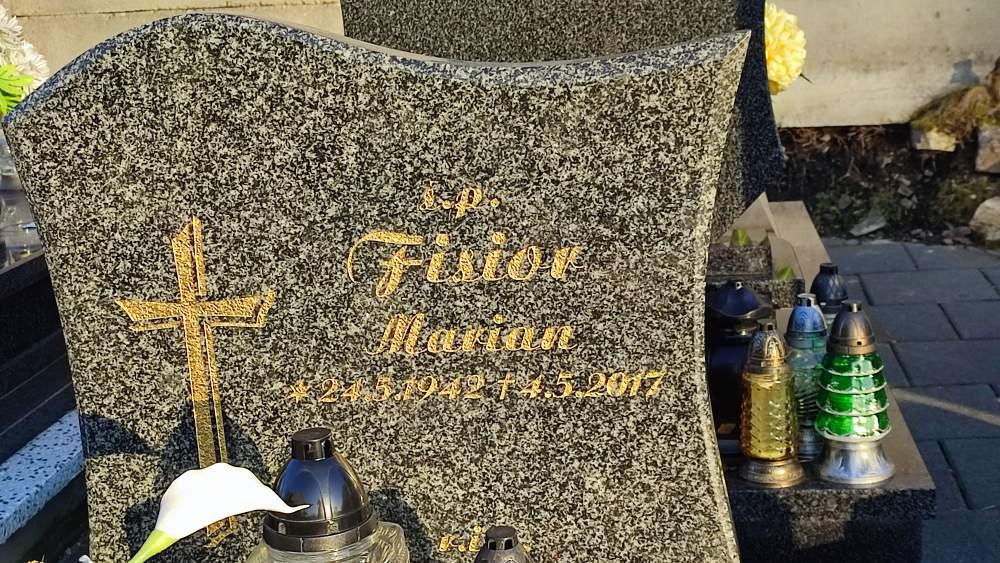 ś.p.
Fisior
Marian
* 24.5.1942 † 4.5.2017